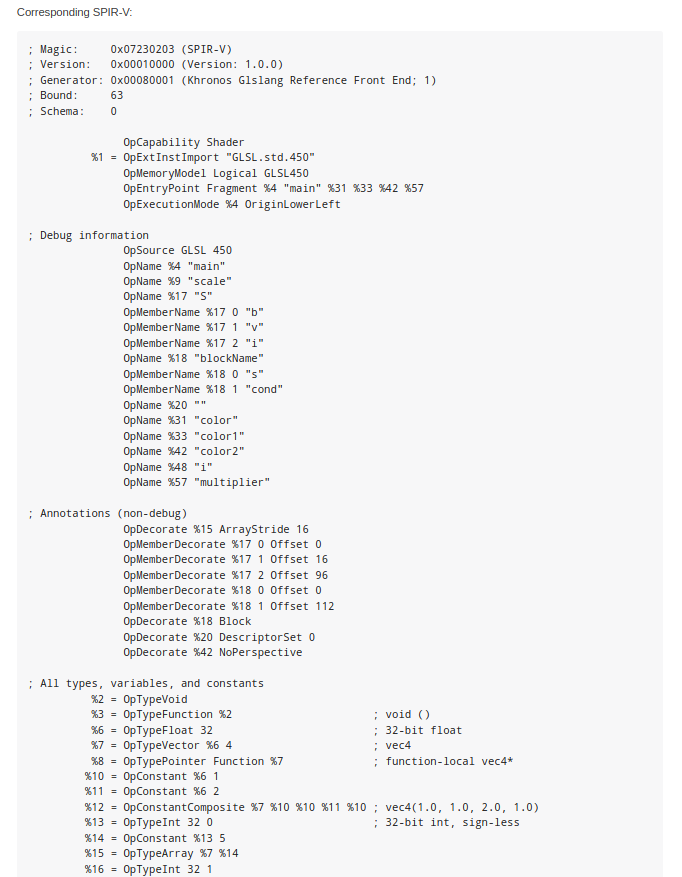 Corresponding SPIR-V:
; Magic:     0x07230203 (SPIR-V)
; Version:   0x00010000 (Version: 1.0.0)
; Generator: 0x00080001 (Khronos Glslang Reference Front End; 1)
; Bound:     63
; Schema:    0
OpCapability Shader
%1 = OpExtInstImport "GLSL.std.450"
OpMemoryModel Logical GLSL450
OpEntryPoint Fragment %4 "main" %31 %33 %42 %57
OpExecutionMode %4 OriginLowerLeft
; Debug information
OpSource GLSL 450
OpName %4 "main"
OpName %9 "scale"
OpName %17 "S"
OpMemberName %17 0 "b"
OpMemberName %17 1 "v"
OpMemberName %17 2 "i"
OpName %18 "blockName"
OpMemberName %18 0 "s"
OpMemberName %18 1 "cond"
OpName %20 ""
OpName %31 "color"
OpName %33 "color1"
OpName %42 "color2"
OpName %48 "i"
OpName %57 "multiplier"
; Annotations (non-debug)
OpDecorate %15 ArrayStride 16
OpMemberDecorate %17 0 Offset 0
OpMemberDecorate %17 1 Offset 16
OpMemberDecorate %17 2 Offset 96
OpMemberDecorate %18 0 Offset 0
OpMemberDecorate %18 1 Offset 112
OpDecorate %18 Block
OpDecorate %20 DescriptorSet 0
OpDecorate %42 NoPerspective
; All types, variables, and constants
%2 = OpTypeVoid
%3 = OpTypeFunction %2                      ; void ()
%6 = OpTypeFloat 32                         ; 32-bit float
%7 = OpTypeVector %6 4                      ; vec4
%8 = OpTypePointer Function %7              ; function-local vec4*
%10 = OpConstant %6 1
%11 = OpConstant %6 2
%12 = OpConstantComposite %7 %10 %10 %11 %10 ; vec4(1.0, 1.0, 2.0, 1.0)
%13 = OpTypeInt 32 0                         ; 32-bit int, sign-less
%14 = OpConstant %13 5
%15 = OpTypeArray %7 %14
%16 = OpTypeInt 32 1